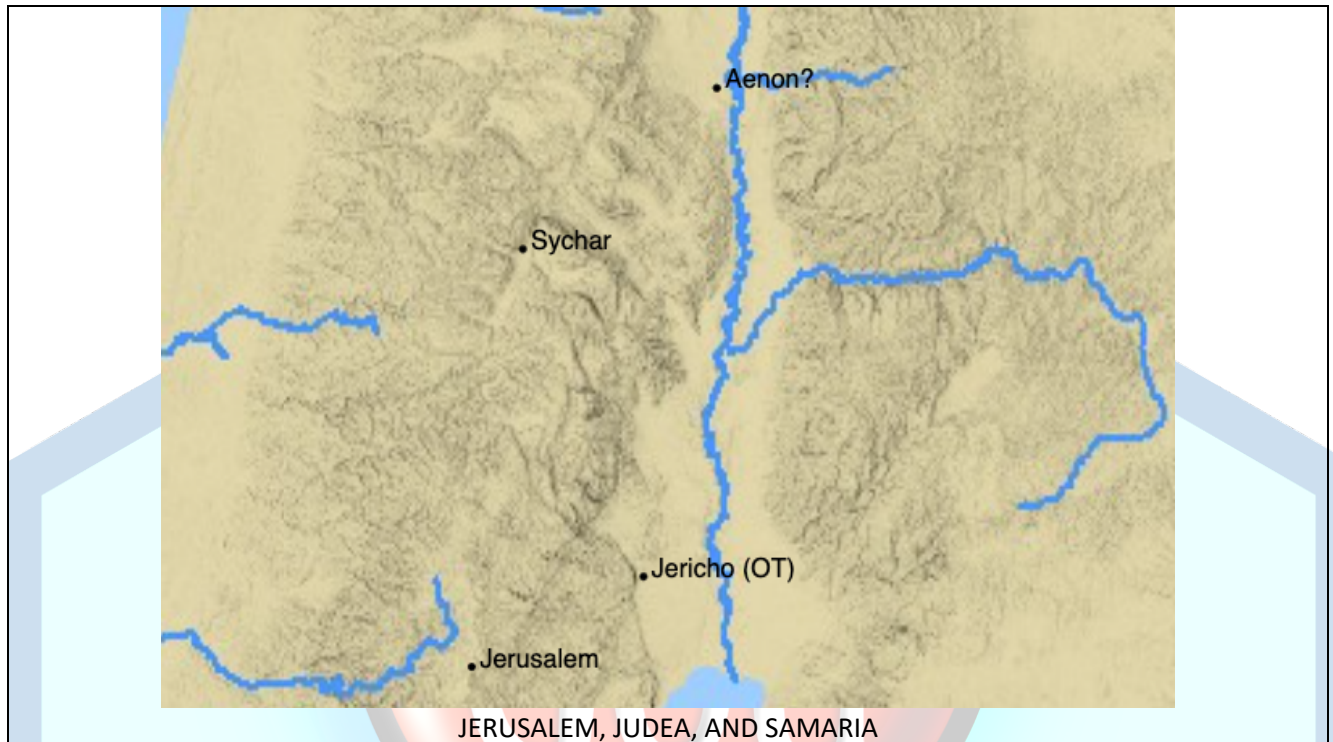 Aenon?
Sychar
Jericho (OT)
Jerusalem
JERUSALEM, JUDEA, AND SAMARIA